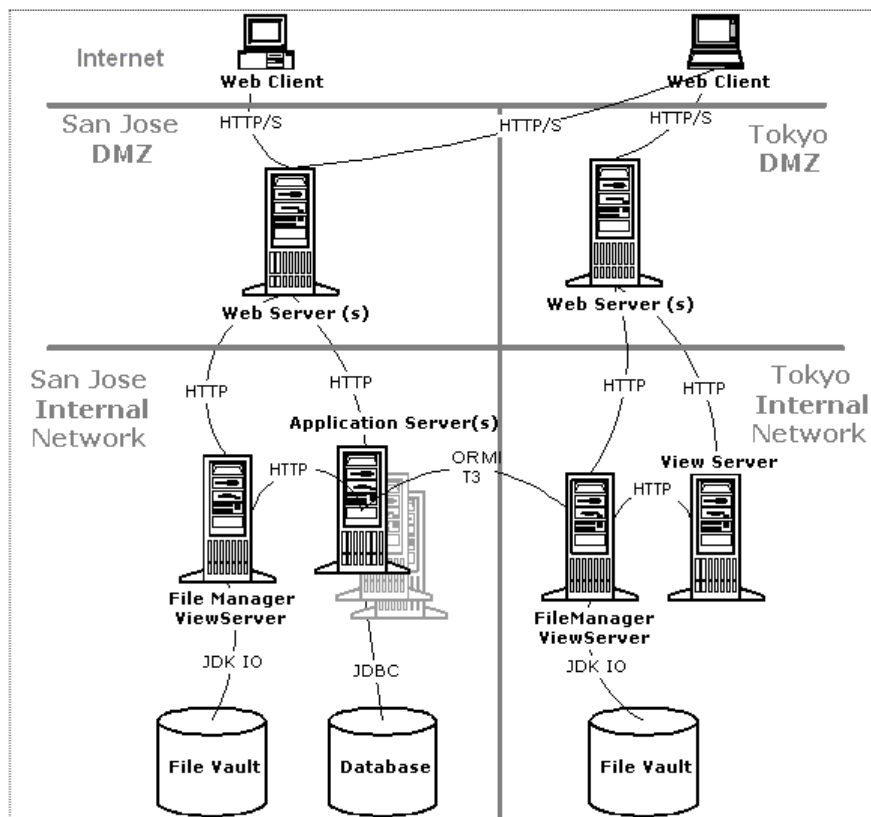 Internet
Web Client
Web Client
San Jose
DMZ
HTTP/S
HTTP/S
HTTP/S
Tokyo
DMZ
Web Server (s)
Web Server (s)
San Jose
Internal
Network
HTTP
HTTP
HTTP
HTTP
Tokyo
Internal
Network
Application Server(s)
View Server
HTTP
ORMI
T3
HTTP
File Manager
ViewServer
FileManager
ViewServer
JDK IO
JDBC
JDK IO
File Vault
Database
File Vault